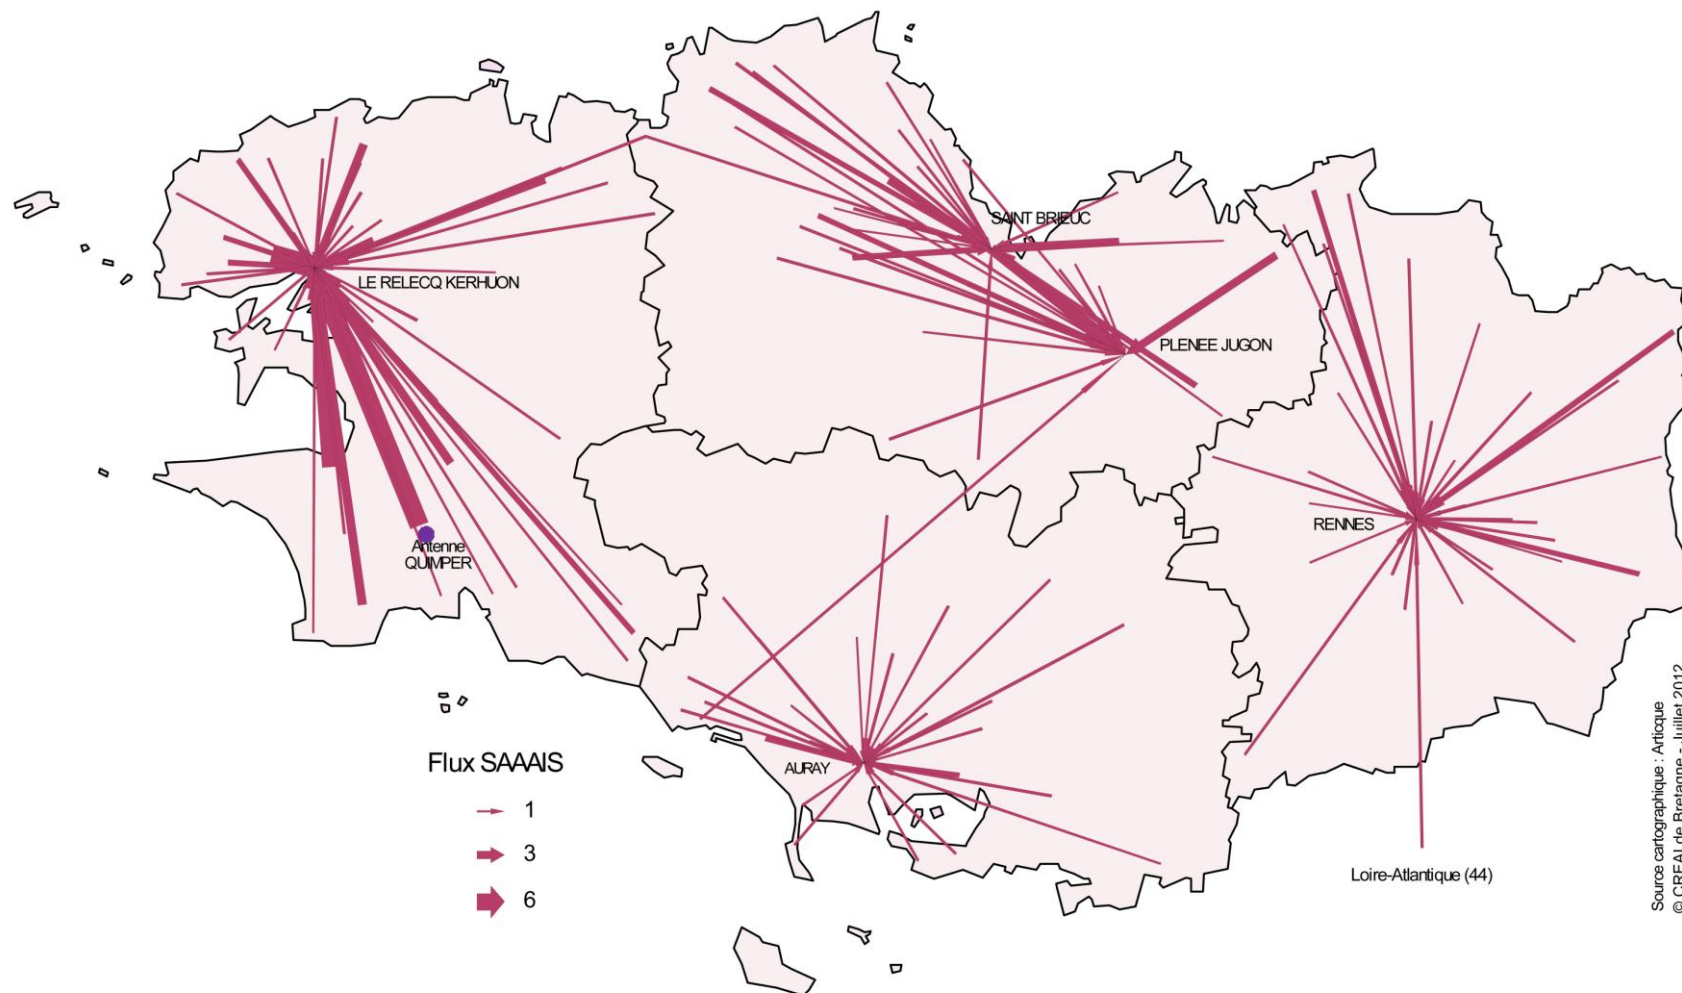 SAINT BRIEUC
LE RELECQ KERHUON
PLENEE JUGON
RENNES
Antenne
QUIMPER
AURAY
Flux SAAAIS
1
3
6
Loire-Atlantique (44)
Source cartographique : Articque
© CREAI de Bretagne - Juillet 2012